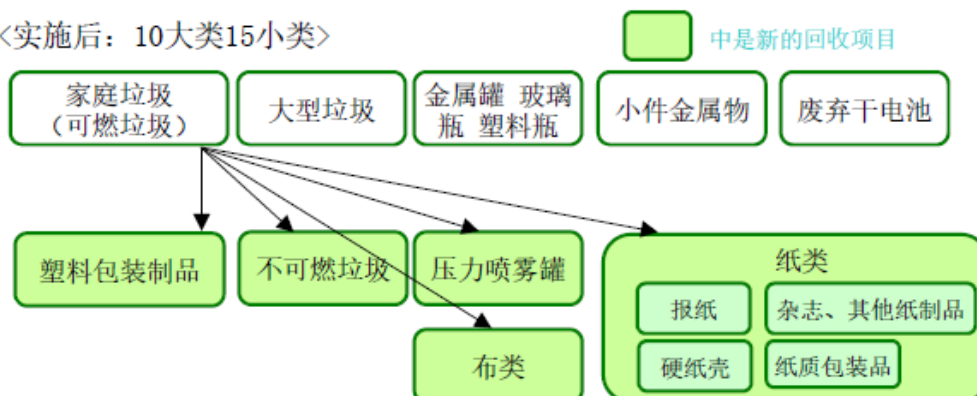 <实施后：10大类15小类>
中是新的回收项目
家庭垃圾
（可燃垃圾）
大型垃圾
金属罐 玻璃
瓶 塑料瓶
小件金属物
废弃干电池
塑料包装制品
不可燃垃圾
压力喷雾罐
纸类
报纸
杂志、其他纸制品
硬纸壳
纸质包装品
布类